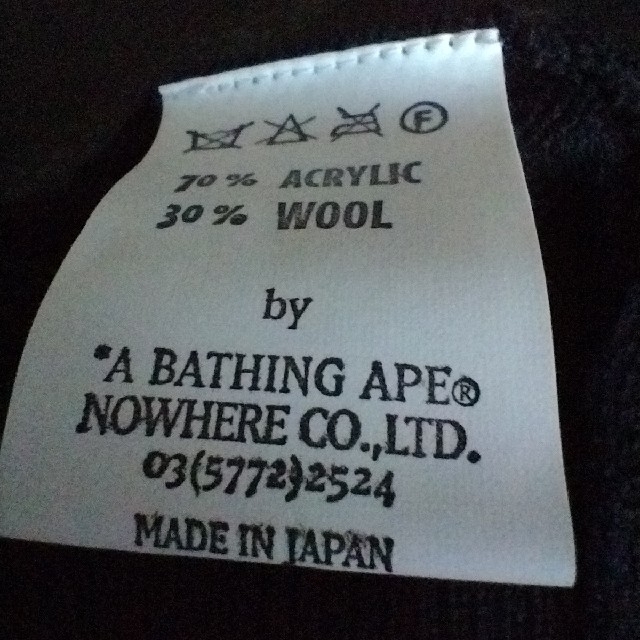 F
70% ACRYLIC
30% WOOL
by
*A BATHING APE®
NOWHERE CO.,LTD.
03(5772)2524
MADE IN JAPAN